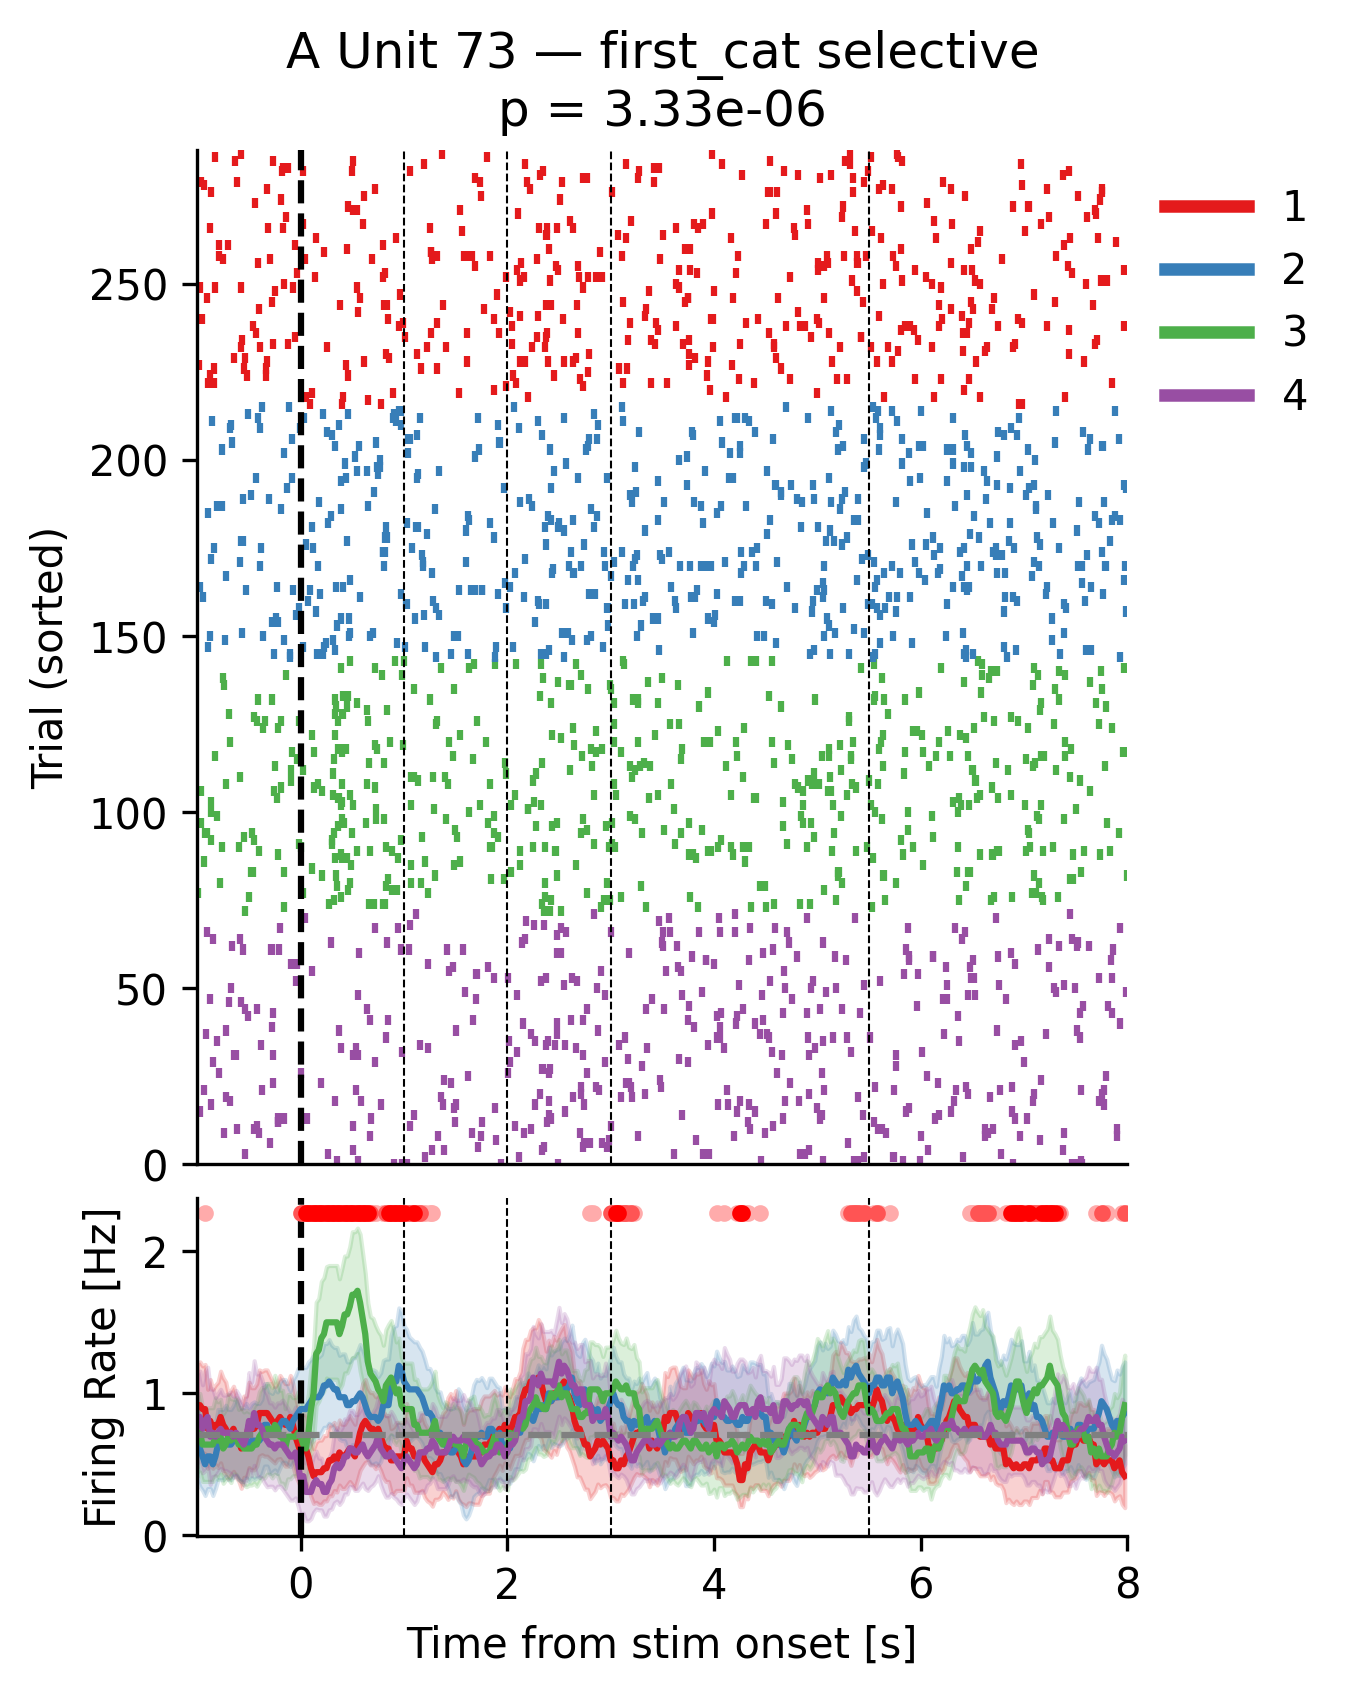 A Unit 73 — first_cat selective
p = 3.33e-06
1
2
3
4
Trial (sorted)
250
200
150
100
50
0
Firing Rate [Hz]
2
1
0
0 2 4 6 8
Time from stim onset [s]